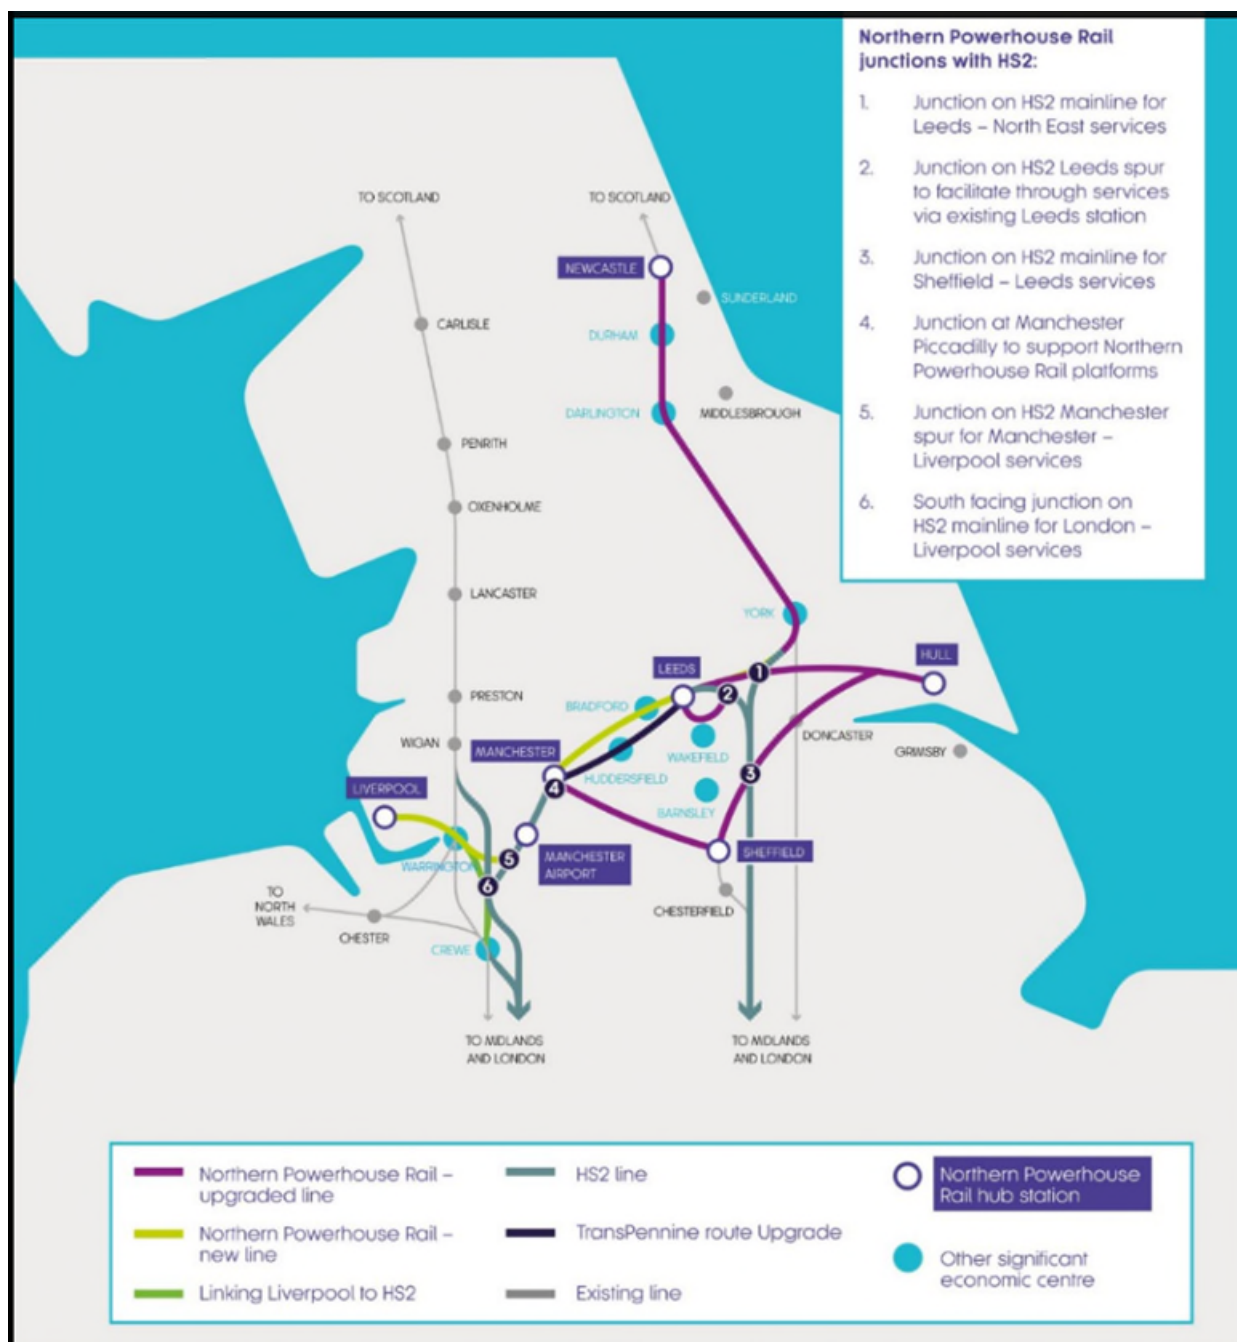 Northern Powerhouse Rail
junctions with HS2:
1. Junction on HS2 mainline for
Leeds – North East services
2. Junction on HS2 Leeds spur
to facilitate through services
via existing Leeds station
3. Junction on HS2 mainline for
Sheffield – Leeds services
4. Junction at Manchester
Piccadilly to support Northern
Powerhouse Rail platforms
5. Junction on HS2 Manchester
spur for Manchester –
Liverpool services
6. South facing junction on
HS2 mainline for London –
Liverpool services
TO SCOTLAND
TO SCOTLAND
NEWCASTLE
SUNDERLAND
CARLISLE
DURHAM
DARLINGTON
MIDDLESBROUGH
PENRITH
OXENHOLME
LANCASTER
YORK
HULL
LEEDS
1
2
PRESTON
BRADFORD
DONCASTER
WIGAN
MANCHESTER
WAKEFIELD
GRIMSBY
HUDDERSFIELD
3
4
LIVERPOOL
BARNSLEY
WARRINGTON
5
MANCHESTER
AIRPORT
SHEFFIELD
6
TO
NORTH
WALES
CHESTER
CHESTERFIELD
CREWE
TO MIDLANDS
AND LONDON
TO MIDLANDS
AND LONDON
Northern Powerhouse Rail –
upgraded line
Northern Powerhouse Rail –
new line
Linking Liverpool to HS2
HS2 line
TransPennine route Upgrade
Existing line
Northern Powerhouse
Rail hub station
Other significant
economic centre